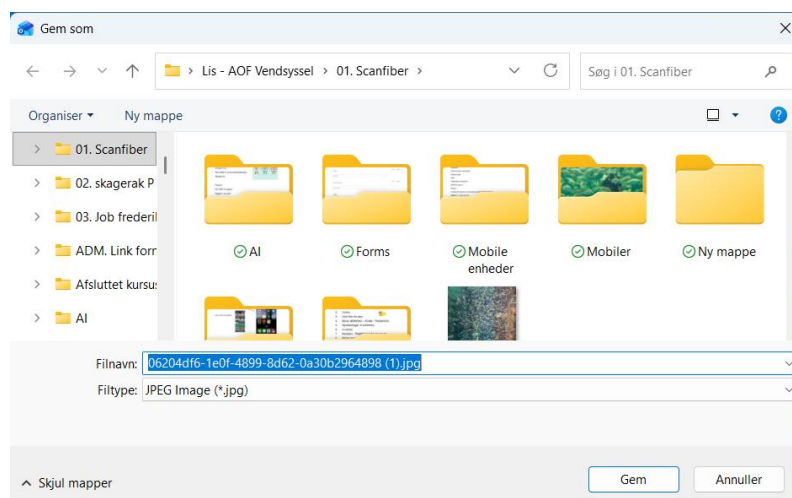 Gem som
Lis - AOF Vendsyssel > 01. Scanfiber >
Søg i 01. Scanfiber
Organiser Ny mappe
01. Scanfiber
02. skagerak P
03. Job frederi
ADM. Link forr
Afsluttet kursu
AI
AI
Forms
Mobile
enheder
Mobiler
Ny mappe
Filnavn: 06204df6-1e0f-4899-8d62-0a30b2964898 (1).jpg
Filtype: JPEG Image (*.jpg)
Skjul mapper
Gem
Annuller